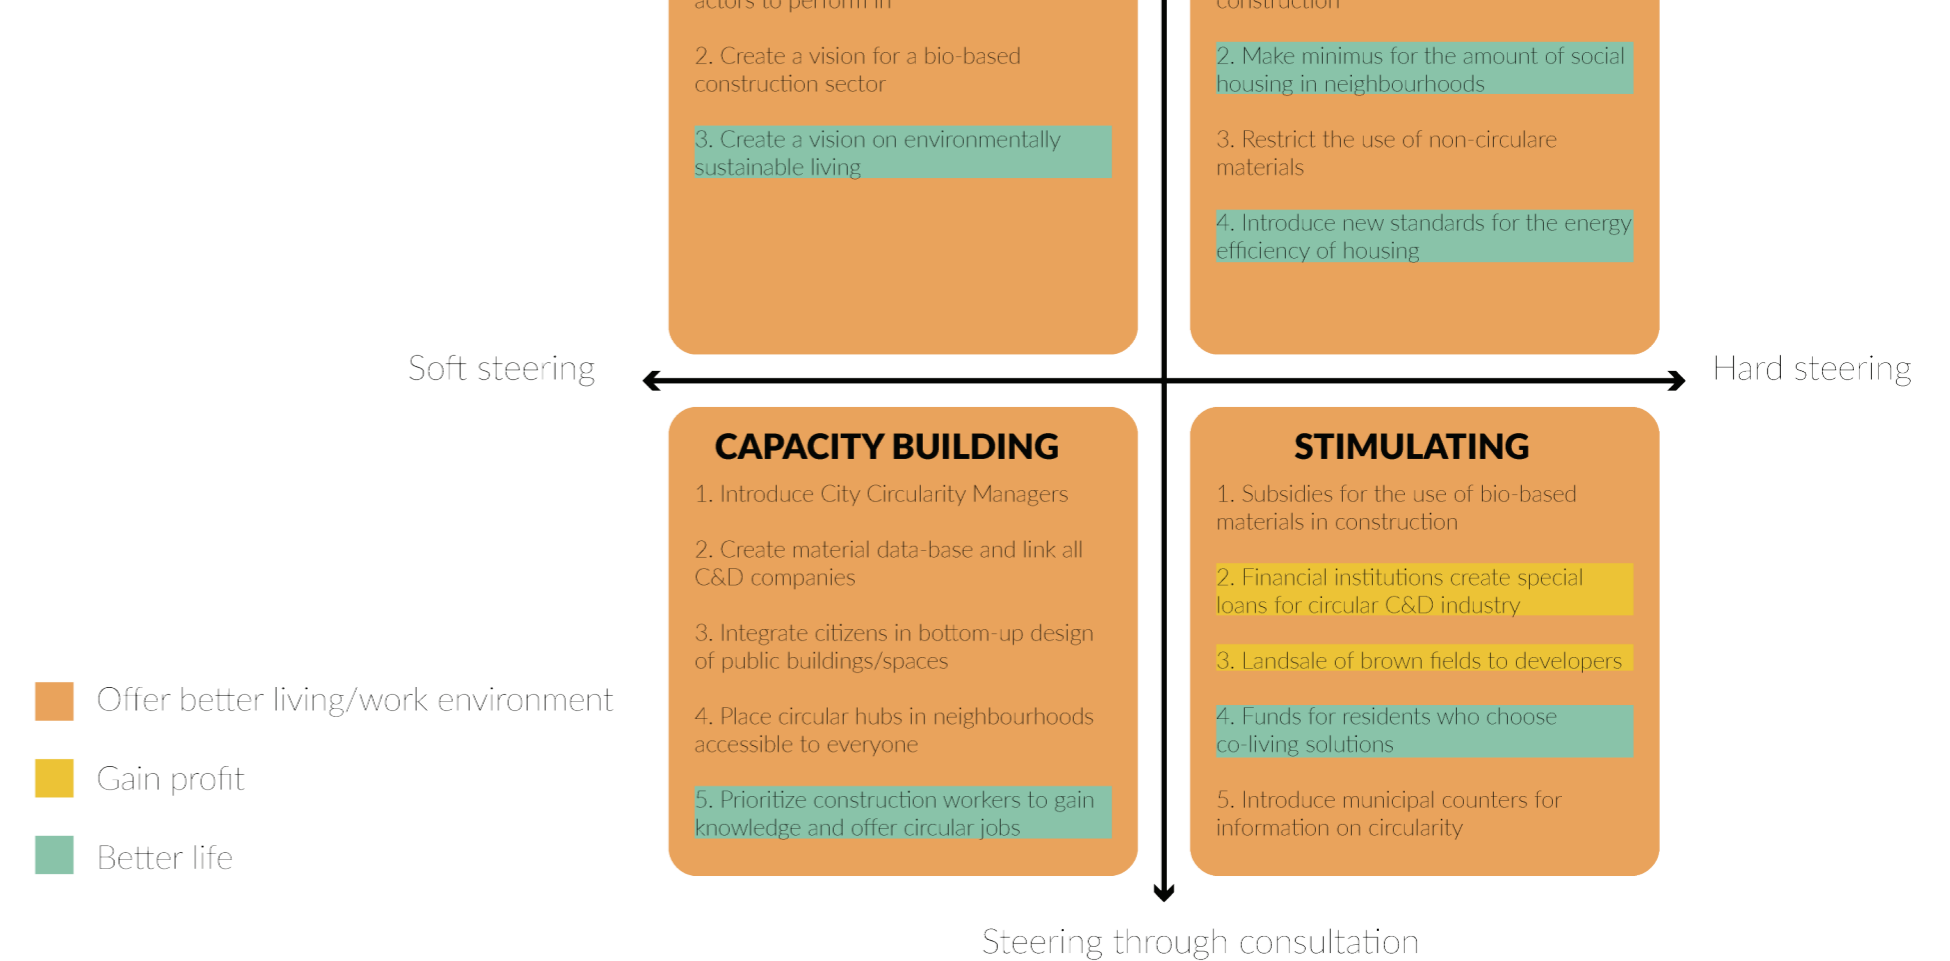 actors to perform in
2. Create a vision for a bio-based
construction sector
3. Create a vision on environmentally
sustainable living
construction
2. Make minimus for the amount of social
housing in neighbourhoods
3. Restrict the use of non-circulare
materials
4. Introduce new standards for the energy
efficiency of housing
Soft steering
Hard steering
CAPACITY BUILDING
1. Introduce City Circularity Managers
2. Create material data-base and link all
C&D companies
3. Integrate citizens in bottom-up design
of public buildings/spaces
4. Place circular hubs in neighbourhoods
accessible to everyone
5. Prioritize construction workers to gain
knowledge and offer circular jobs
STIMULATING
1. Subsidies for the use of bio-based
materials in construction
2. Financial institutions create special
loans for circular C&D industry
3. Landsale of brown fields to developers
4. Funds for residents who choose
co-living solutions
5. Introduce municipal counters for
information on circularity
Offer better living/work environment
Gain profit
Better life
Steering through consultation